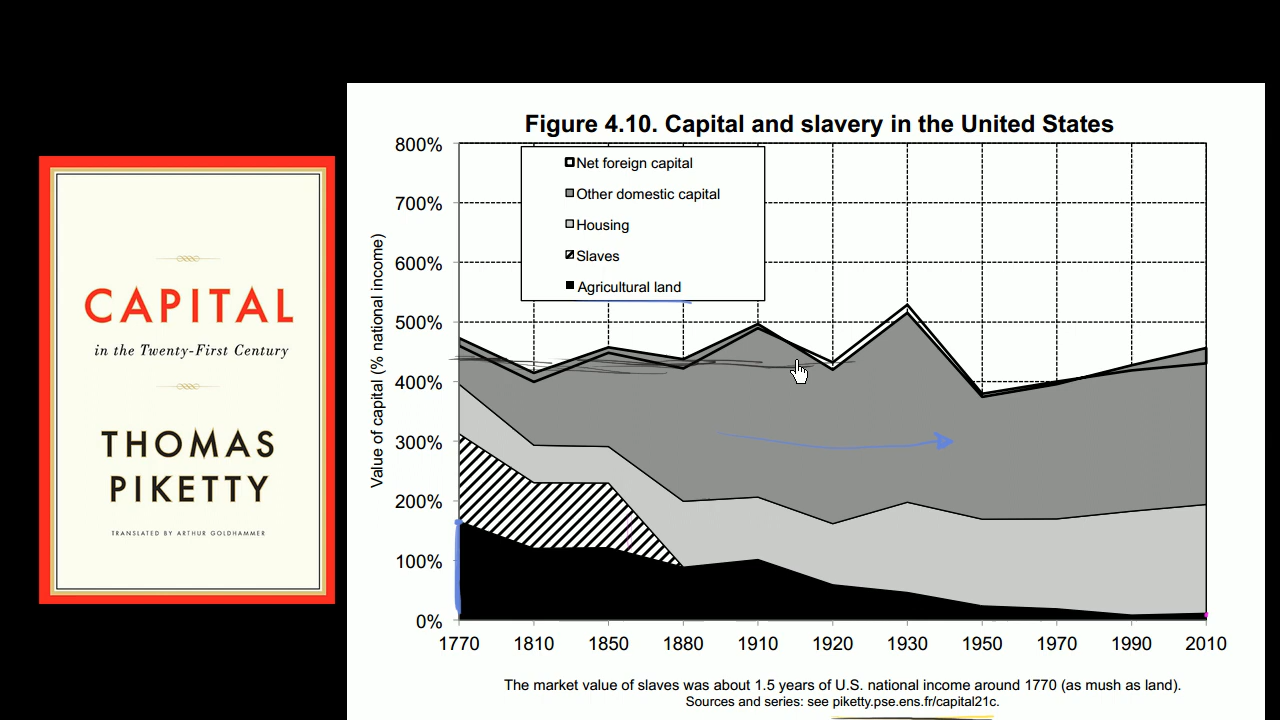 CAPITAL
in the Twenty-First Century
THOMAS
PIKETTY
TRANSLATED BY ARTHUR GOLDHAMMER
Figure 4.10. Capital and slavery in the United States
Value of capital (% national income)
800%
700%
600%
500%
400%
300%
200%
100%
0%
Net foreign capital
Other domestic capital
Housing
Slaves
Agricultural land
1770 1810 1850 1880 1910 1920 1930 1950 1970 1990 2010
The market value of slaves was about 1.5 years of U.S. national income around 1770 (as mush as land).
Sources and series: see piketty.pse.ens.fr/capital21c.